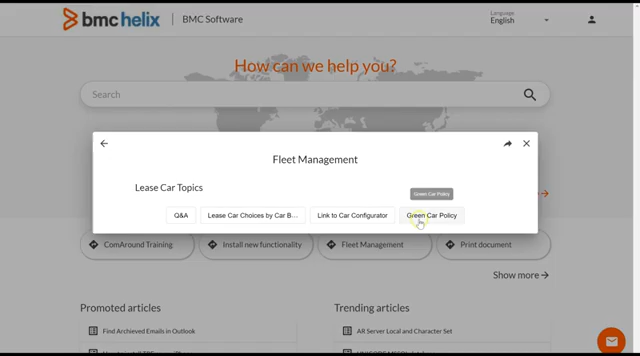 bmc helix
BMC Software
Language
English
How can we help you?
Search
Fleet Management
Lease Car Topics
Green Car Policy
Q&A
Lease Car Choices by Car B...
Link to Car Configurator
Green Car Policy
ComAround Training
Install new functionality
Fleet Management
Print document
Show more
Promoted articles
Trending articles
Find Archieved Emails in Outlook
AR Server Local and Character Set